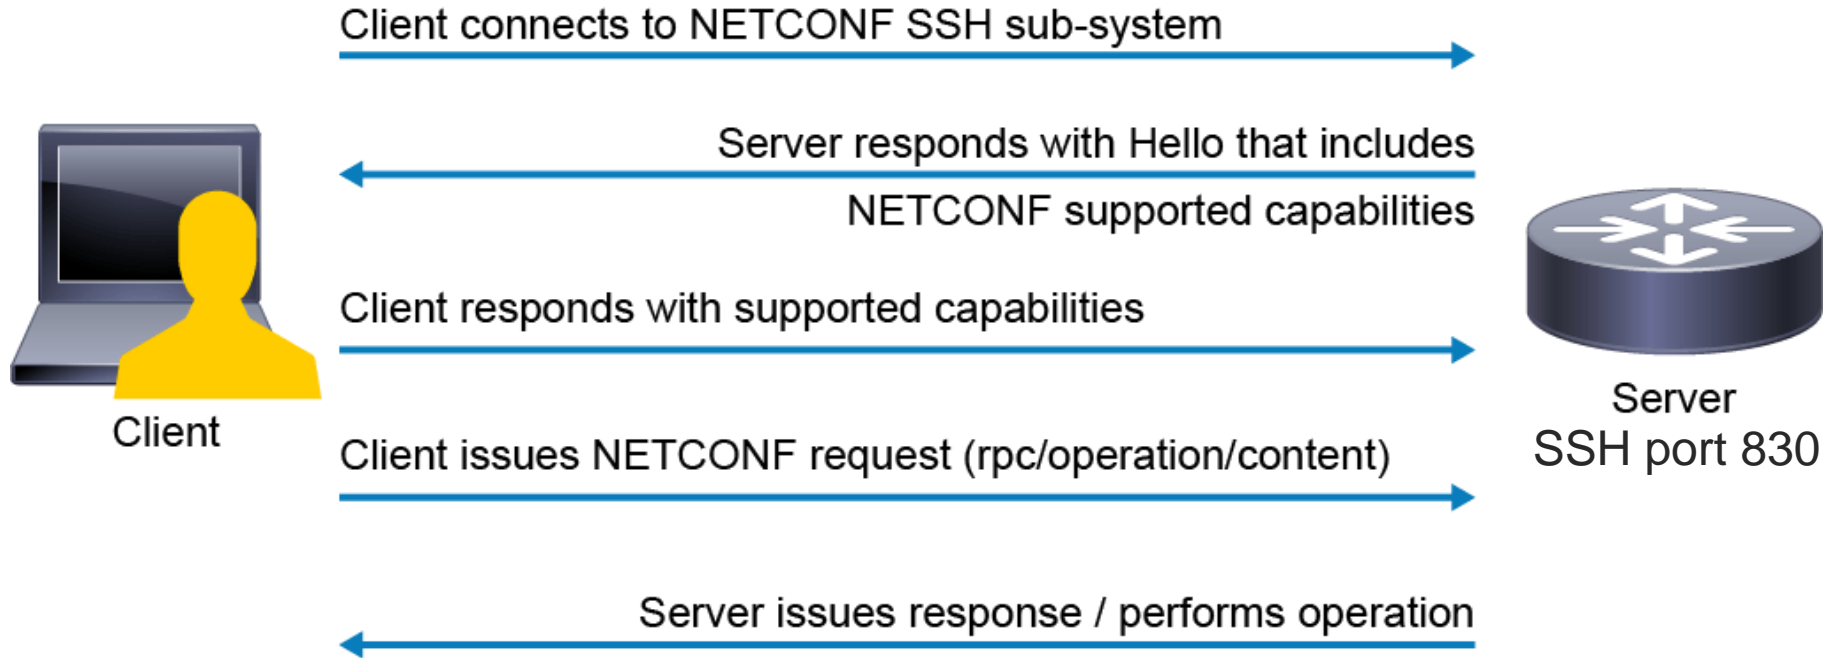 Client connects to NETCONF SSH sub-system
Server responds with Hello that includes
NETCONF supported capabilities
Client responds with supported capabilities
Client
Server
SSH port 830
Client issues NETCONF request (rpc/operation/content)
Server issues response / performs operation